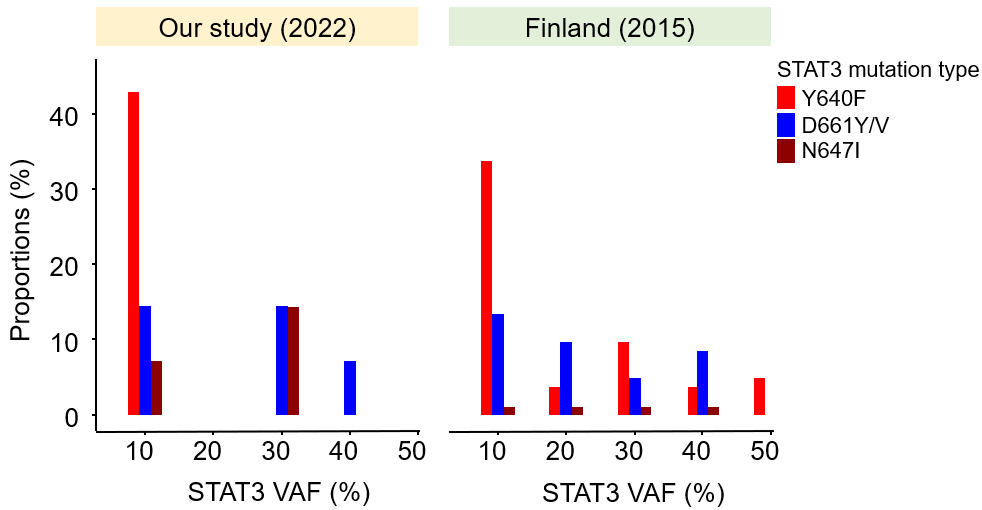 Our study (2022)
Finland (2015)
STAT3 mutation type
Y640F
D661Y/V
N647I
Proportions (%)
40
30
20
10
0
10 20 30 40 50
10 20 30 40 50
STAT3 VAF (%)
STAT3 VAF (%)